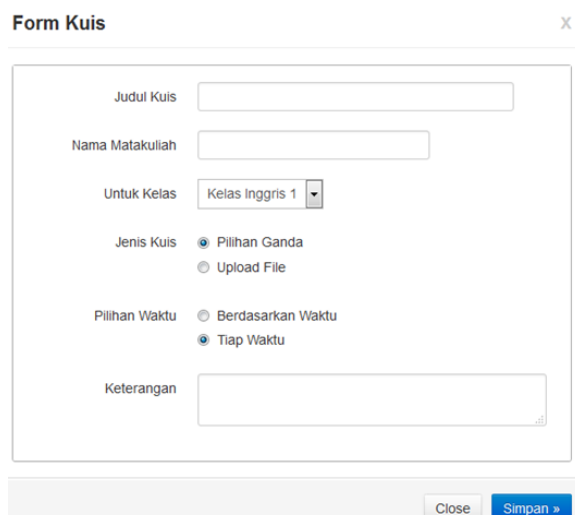 Form Kuis X
Judul Kuis
Nama Matakuliah
Untuk Kelas Kelas Inggris 1
Jenis Kuis Pilihan Ganda
Upload File
Pilihan Waktu Berdasarkan Waktu
Tiap Waktu
Keterangan
Close Simpan »